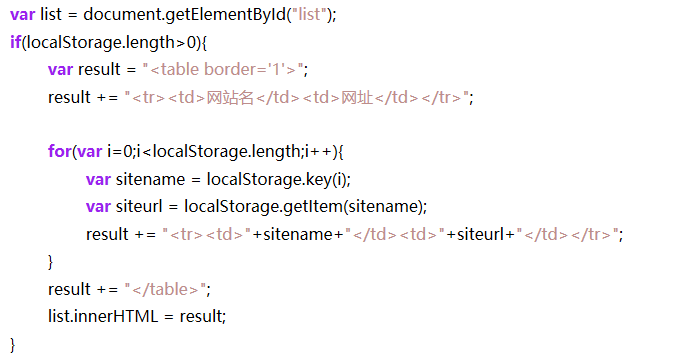 var list = document.getElementById("list");
if(localStorage.length>0){
var result = "<table border='1'>";
result += "<tr><td>网站名</td><td>网址</td></tr>";
for(var i=0;i<localStorage.length;i++){
var sitename = localStorage.key(i);
var siteurl = localStorage.getItem(sitename);
result += "<tr><td>"+sitename+"</td><td>"+siteurl+"</td></tr>";
}
result += "</table>";
list.innerHTML = result;
}